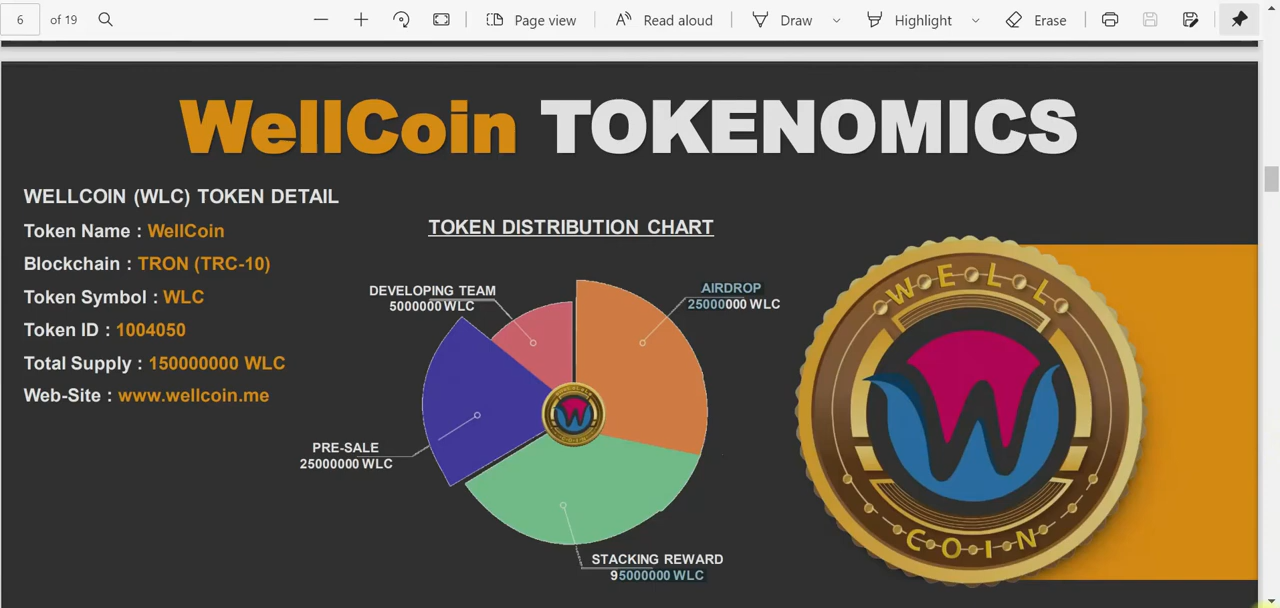 6 of 19
Page view
Read aloud
Draw
Highlight
Erase
WellCoin TOKENOMICS
WELLCOIN (WLC) TOKEN DETAIL
Token Name : WellCoin
Blockchain : TRON (TRC-10)
Token Symbol : WLC
Token ID : 1004050
Total Supply : 150000000 WLC
Web-Site : www.wellcoin.me
TOKEN DISTRIBUTION CHART
DEVELOPING TEAM
5000000 WLC
AIRDROP
25000000 WLC
PRE-SALE
25000000 WLC
STACKING REWARD
95000000 WLC
WELL
COIN